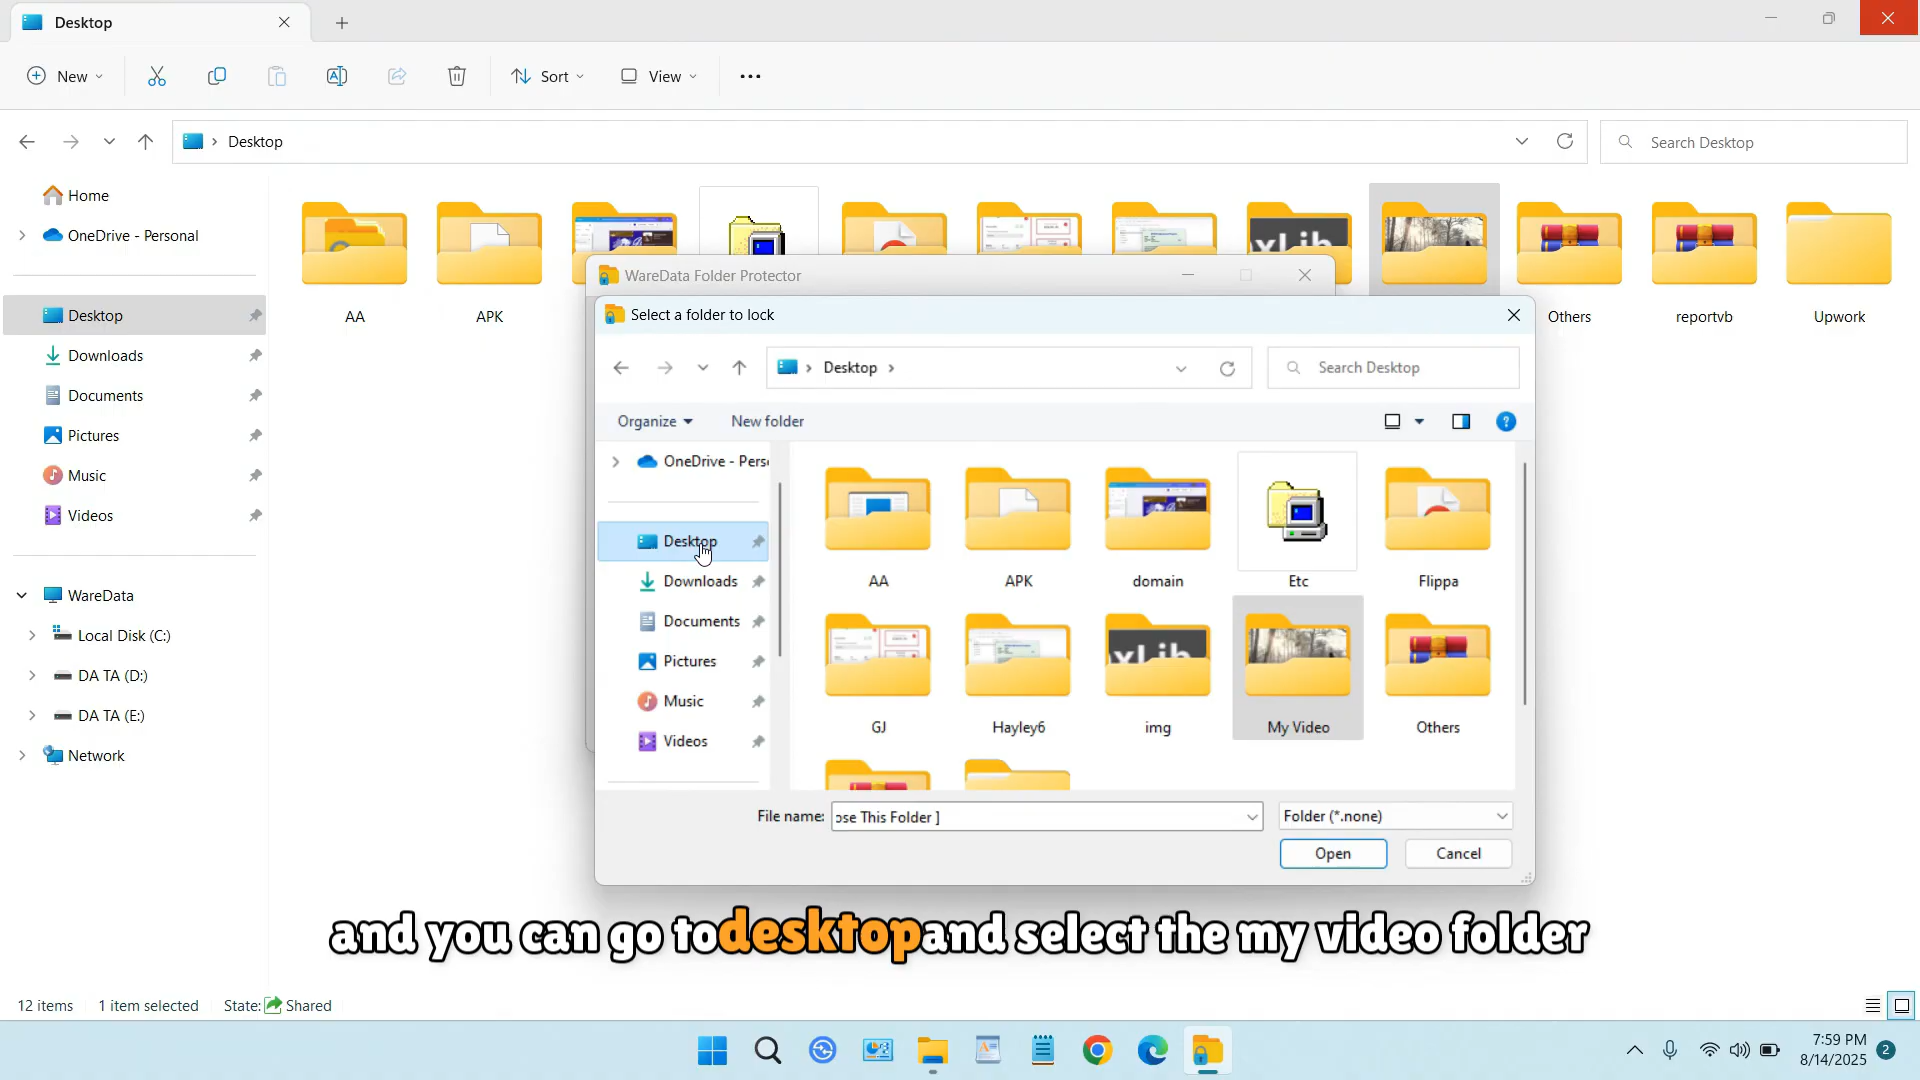 Desktop
New
Sort
View
Desktop
Search Desktop
Home
OneDrive - Personal
Desktop
Downloads
Documents
Pictures
Music
Videos
WareData
Local Disk (C:)
DA TA (D:)
DA TA (E:)
Network
AA
APK
Others
reportvb
Upwork
xLib
WareData Folder Protector
Select a folder to lock
Desktop
Search Desktop
Organize
New folder
OneDrive - Pers
Desktop
Downloads
Documents
Pictures
Music
Videos
AA
APK
domain
Etc
Flippa
xLib
GJ
Hayley6
img
My Video
Others
File name:
ose This Folder ]
Folder (*.none)
Open
Cancel
and you can go to desktop and select the my video folder
12 items
1 item selected
State: Shared
7:59 PM
8/14/2025
2